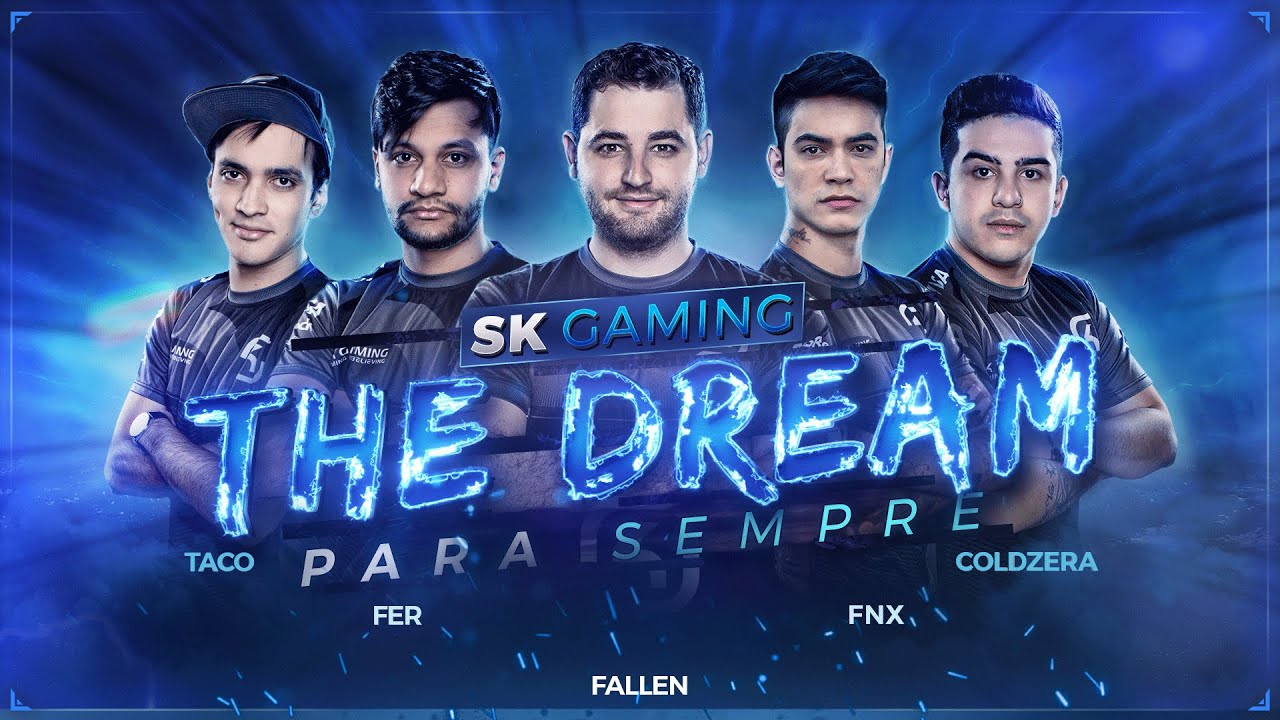 SK GAMING
THE DREAM
PARA SEMPRE
TACO
COLDZERA
FER
FNX
FALLEN